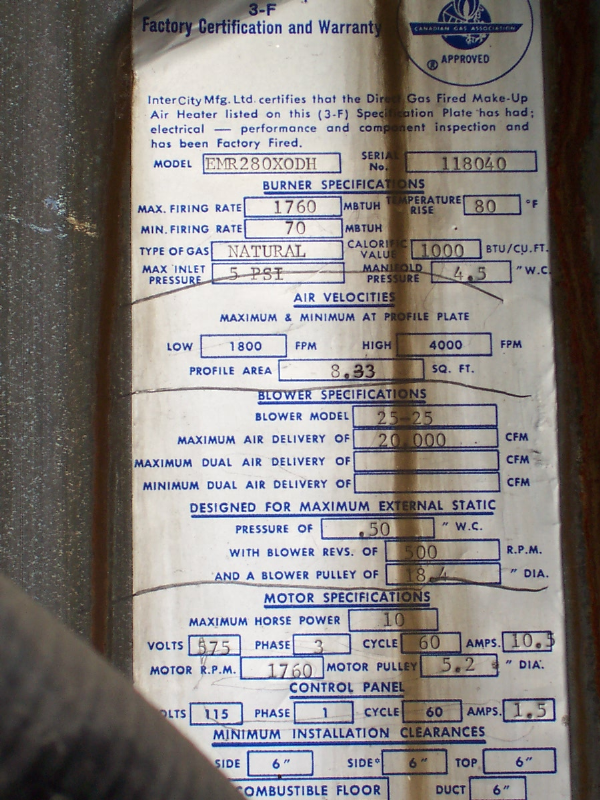 3-F
Factory Certification and Warranty
CANADIAN GAS ASSOCIATION
® APPROVED
InterCity Mfg. Ltd. certifies that the Direct Gas Fired Make-Up
Air Heater listed on this (3-F) Specification Plate has had;
electrical — performance and component inspection and
has been Factory Fired.
MODEL EMR280XODH SERIAL No. 118040
BURNER SPECIFICATIONS
MAX. FIRING RATE 1760 MBTUH TEMPERATURE RISE 80 °F
MIN. FIRING RATE 70 MBTUH
TYPE OF GAS NATURAL CALORIFIC VALUE 1000 BTU/CU.FT.
MAX INLET PRESSURE 5 PSI MANIFOLD PRESSURE 4.5 "W.C.
AIR VELOCITIES
MAXIMUM & MINIMUM AT PROFILE PLATE
LOW 1800 FPM HIGH 4000 FPM
PROFILE AREA 8.33 SQ. FT.
BLOWER SPECIFICATIONS
BLOWER MODEL 25-25
MAXIMUM AIR DELIVERY OF 20,000 CFM
MAXIMUM DUAL AIR DELIVERY OF CFM
MINIMUM DUAL AIR DELIVERY OF CFM
DESIGNED FOR MAXIMUM EXTERNAL STATIC
PRESSURE OF .50 " W.C.
WITH BLOWER REVS. OF 500 R.P.M.
AND A BLOWER PULLEY OF 18.4 " DIA.
MOTOR SPECIFICATIONS
MAXIMUM HORSE POWER 10
VOLTS 575 PHASE 3 CYCLE 60 AMPS. 10.5
MOTOR R.P.M. 1760 MOTOR PULLEY 5.2 " DIA.
CONTROL PANEL
OLTS 115 PHASE 1 CYCLE 60 AMPS. 1.5
MINIMUM INSTALLATION CLEARANCES
SIDE 6" SIDE 6" TOP 6"
COMBUSTIBLE FLOOR DUCT 6"